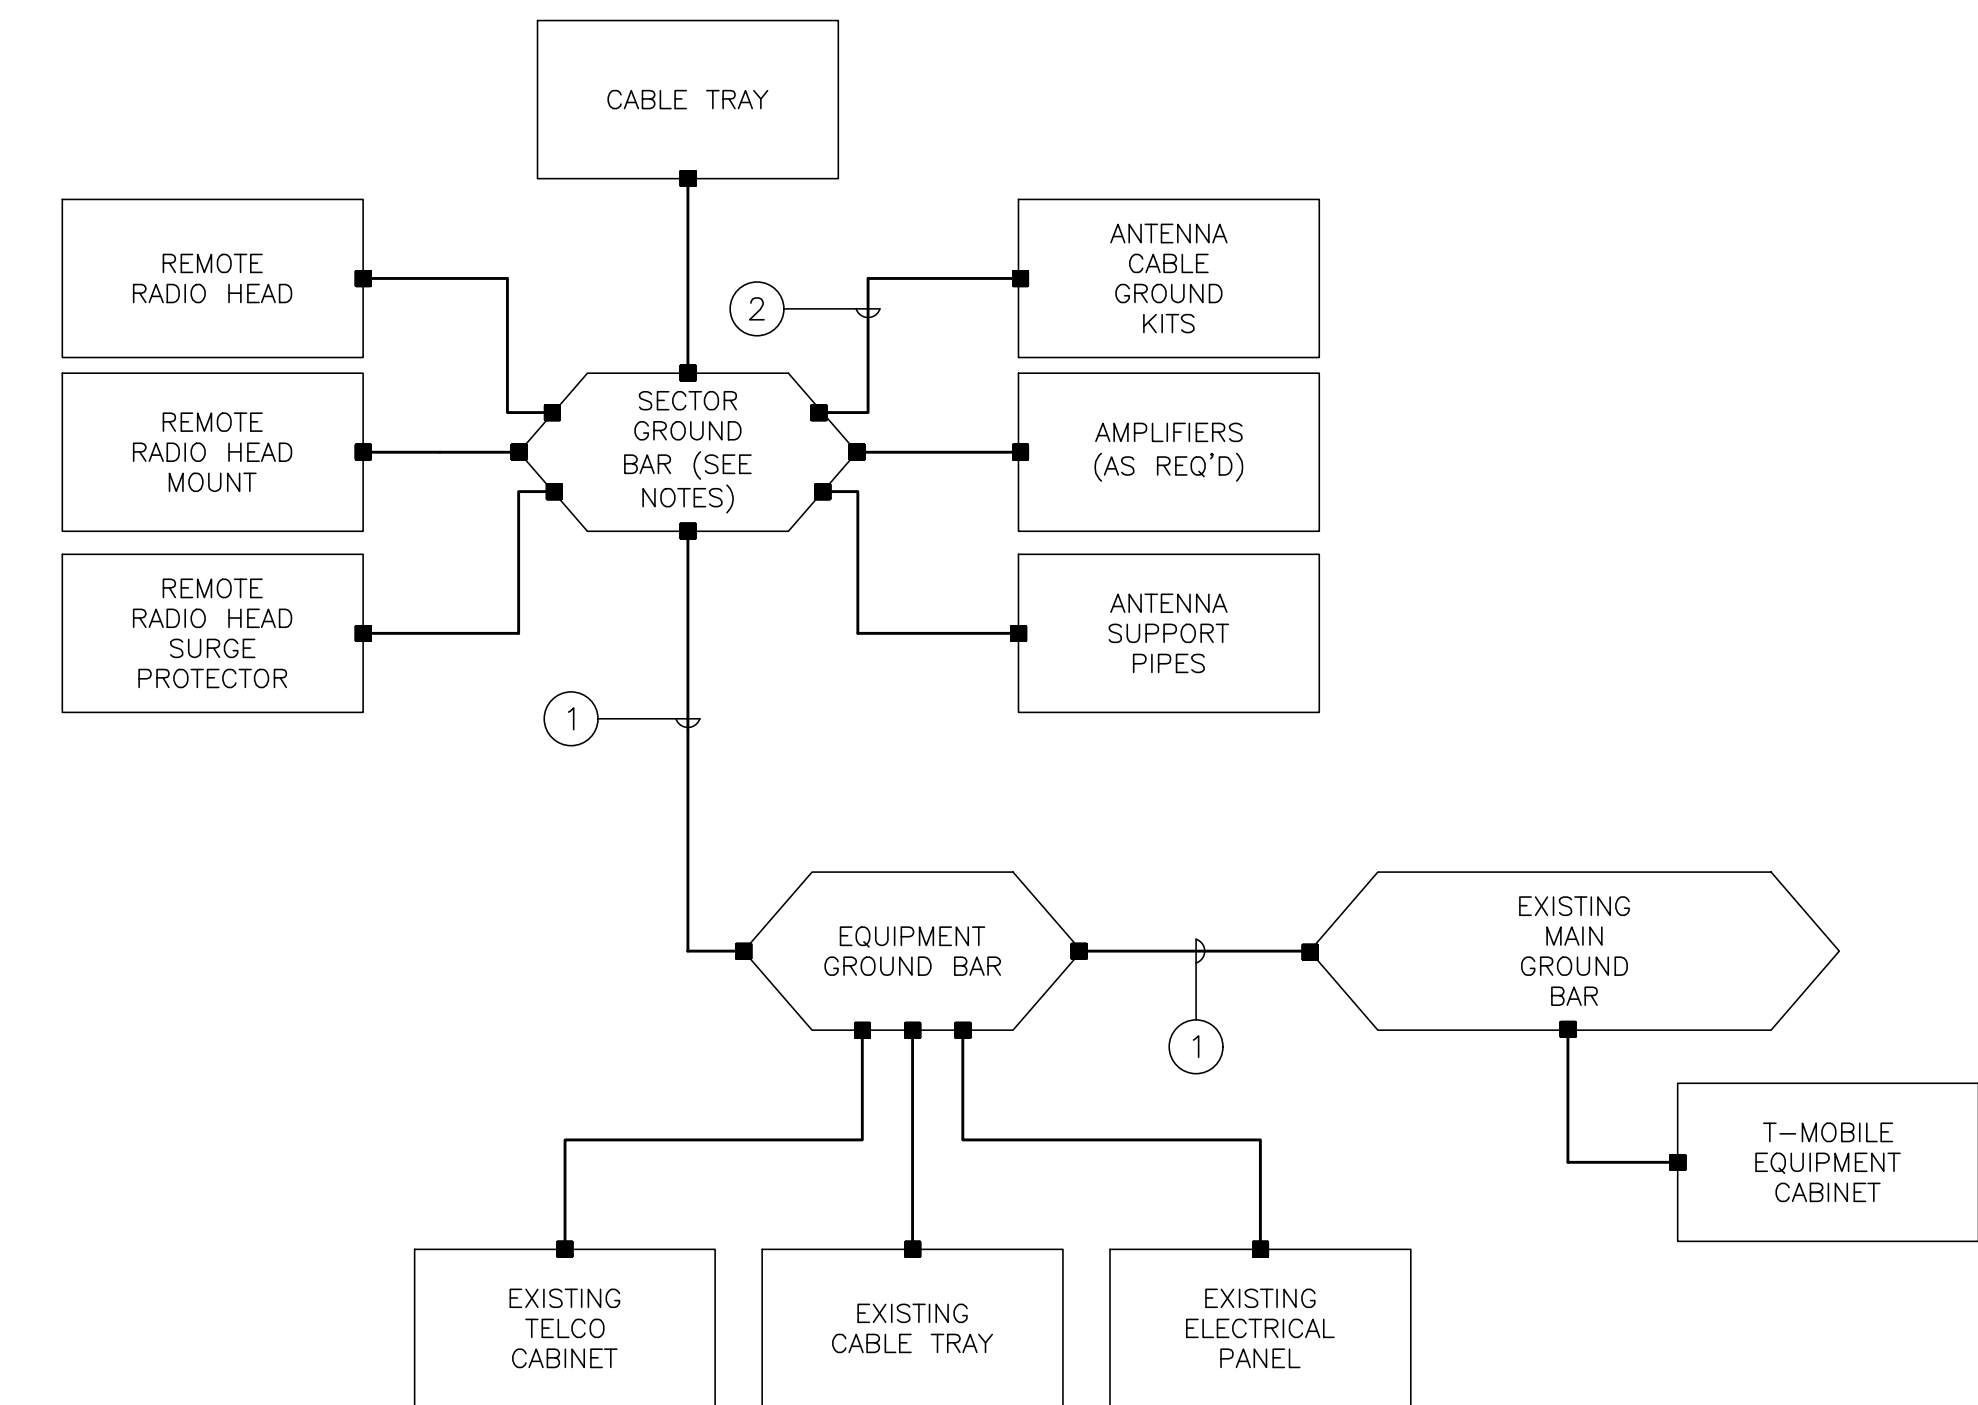 CABLE TRAY
REMOTE
RADIO HEAD
ANTENNA
CABLE
GROUND
KITS
2
REMOTE
RADIO HEAD
MOUNT
SECTOR
GROUND
BAR (SEE
NOTES)
AMPLIFIERS
(AS REQ'D)
REMOTE
RADIO HEAD
SURGE
PROTECTOR
ANTENNA
SUPPORT
PIPES
1
EQUIPMENT
GROUND BAR
EXISTING
MAIN
GROUND
BAR
1
T-MOBILE
EQUIPMENT
CABINET
EXISTING
TELCO
CABINET
EXISTING
CABLE TRAY
EXISTING
ELECTRICAL
PANEL